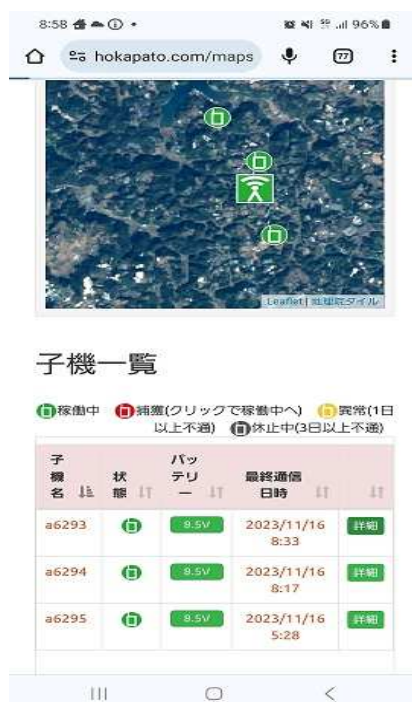 8:58
96%
hokapato.com/maps
77
Leaflet | 地理院タイル
子機一覧
稼働中 捕獲(クリックで稼働中へ) 異常(1日
以上不通) 休止中(3日以上不通)
子
機
名
状
態
バッ
テリ
ー
最終通信
日時
a6293 8.5V 2023/11/16
8:33
詳細
a6294 8.5V 2023/11/16
8:17
詳細
a6295 8.5V 2023/11/16
5:28
詳細